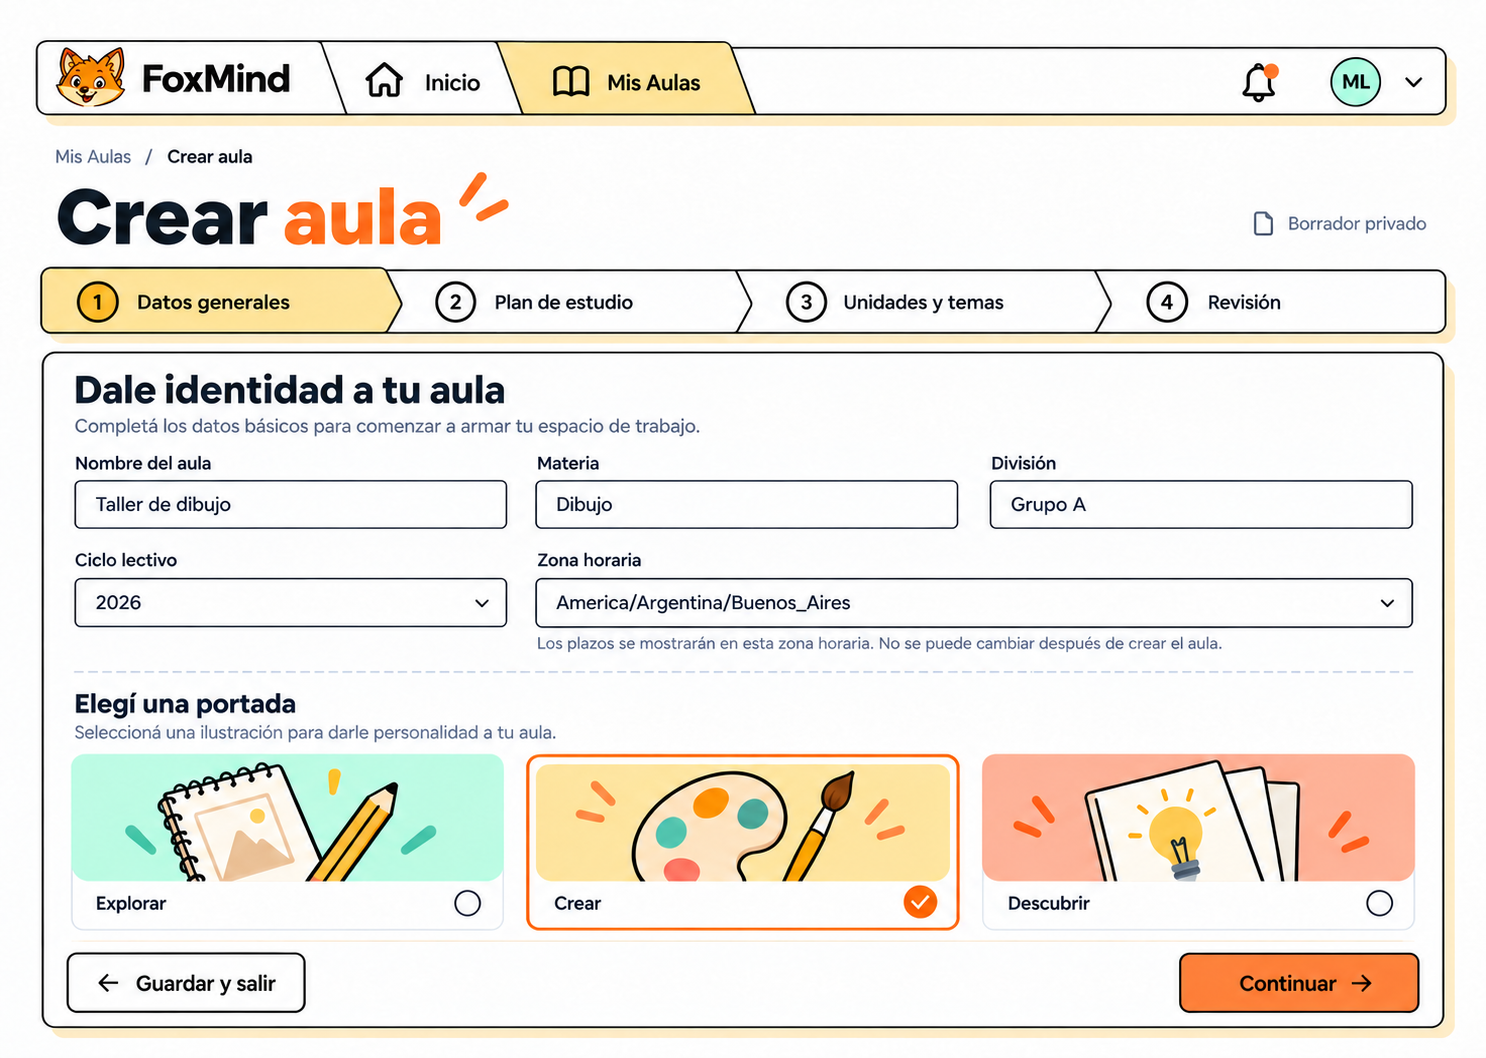 FoxMind
Inicio
Mis Aulas
ML
Mis Aulas / Crear aula
Crear aula
Borrador privado
1 Datos generales
2 Plan de estudio
3 Unidades y temas
4 Revisión
Dale identidad a tu aula
Completá los datos básicos para comenzar a armar tu espacio de trabajo.
Nombre del aula
Taller de dibujo
Materia
Dibujo
División
Grupo A
Ciclo lectivo
2026
Zona horaria
America/Argentina/Buenos_Aires
Los plazos se mostrarán en esta zona horaria. No se puede cambiar después de crear el aula.
Elegí una portada
Seleccioná una ilustración para darle personalidad a tu aula.
Explorar
Crear
Descubrir
← Guardar y salir
Continuar →